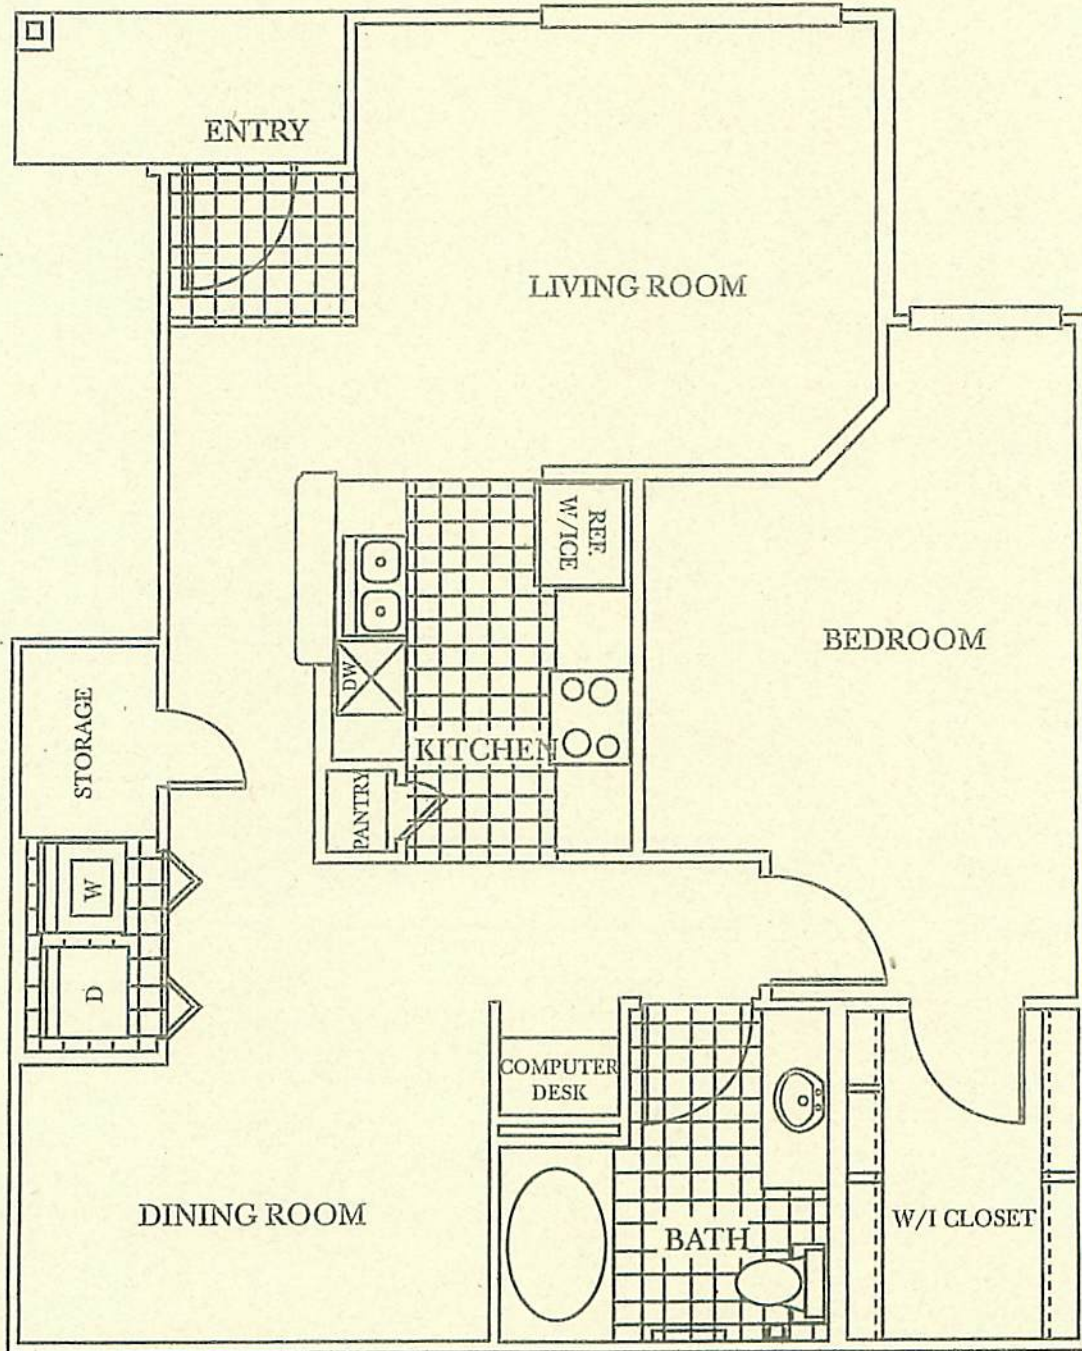 ENTRY
LIVING ROOM
REF.
W/ICE
BEDROOM
DW
STORAGE
KITCHEN
PANTRY
W
D
COMPUTER
DESK
DINING ROOM
BATH
W/I CLOSET